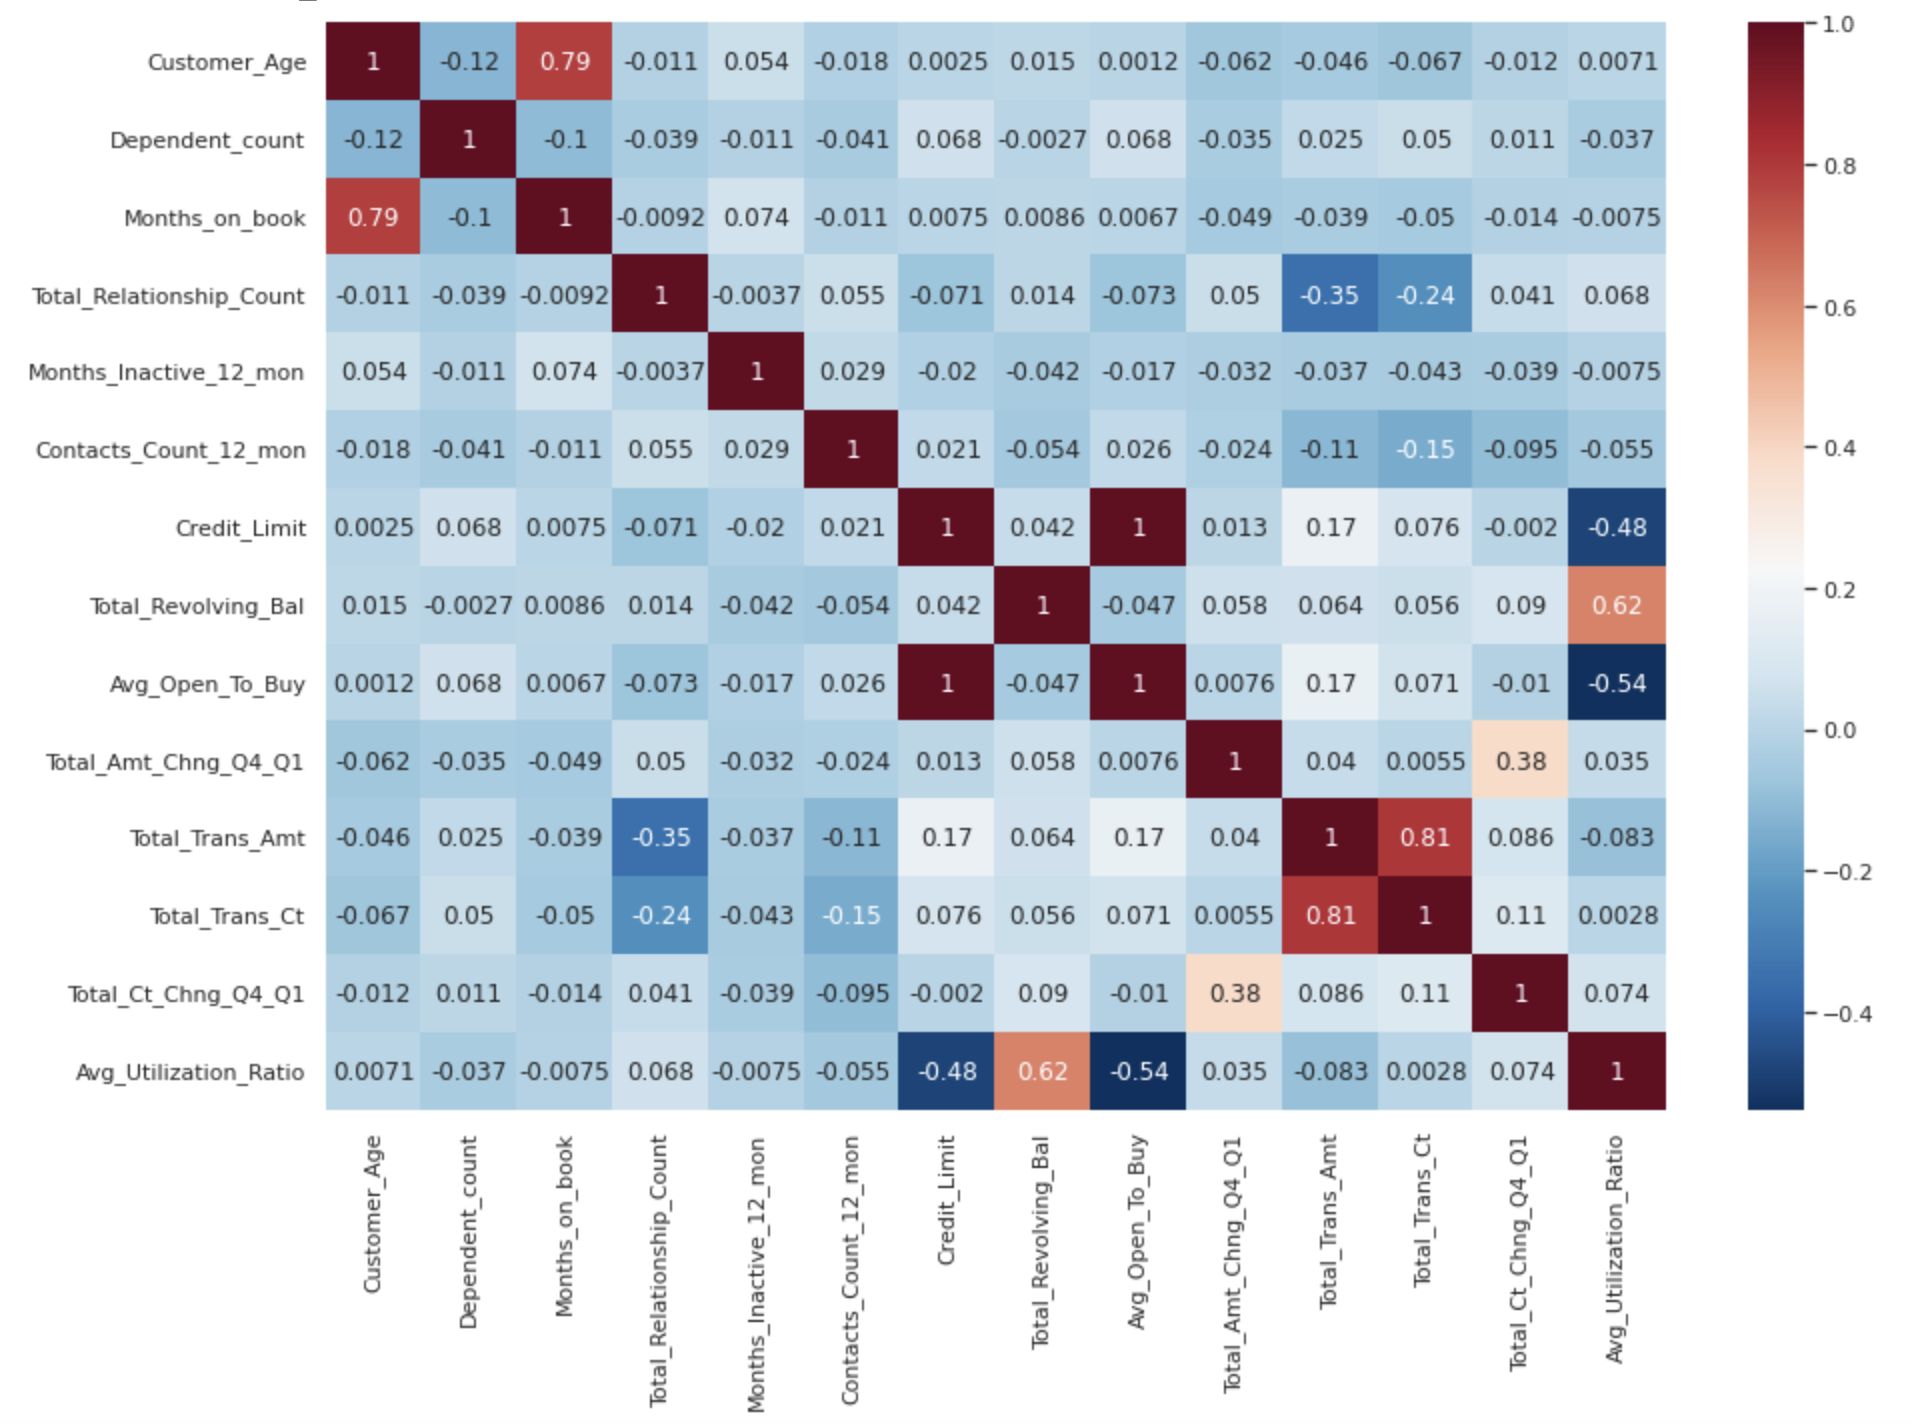 Customer_Age 1 -0.12 0.79 -0.011 0.054 -0.018 0.0025 0.015 0.0012 -0.062 -0.046 -0.067 -0.012 0.0071
Dependent_count -0.12 1 -0.1 -0.039 -0.011 -0.041 0.068 -0.0027 0.068 -0.035 0.025 0.05 0.011 -0.037
Months_on_book 0.79 -0.1 1 -0.0092 0.074 -0.011 0.0075 0.0086 0.0067 -0.049 -0.039 -0.05 -0.014 -0.0075
Total_Relationship_Count -0.011 -0.039 -0.0092 1 -0.0037 0.055 -0.071 0.014 -0.073 0.05 -0.35 -0.24 0.041 0.068
Months_Inactive_12_mon 0.054 -0.011 0.074 -0.0037 1 0.029 -0.02 -0.042 -0.017 -0.032 -0.037 -0.043 -0.039 -0.0075
Contacts_Count_12_mon -0.018 -0.041 -0.011 0.055 0.029 1 0.021 -0.054 0.026 -0.024 -0.11 -0.15 -0.095 -0.055
Credit_Limit 0.0025 0.068 0.0075 -0.071 -0.02 0.021 1 0.042 1 0.013 0.17 0.076 -0.002 -0.48
Total_Revolving_Bal 0.015 -0.0027 0.0086 0.014 -0.042 -0.054 0.042 1 -0.047 0.058 0.064 0.056 0.09 0.62
Avg_Open_To_Buy 0.0012 0.068 0.0067 -0.073 -0.017 0.026 1 -0.047 1 0.0076 0.17 0.071 -0.01 -0.54
Total_Amt_Chng_Q4_Q1 -0.062 -0.035 -0.049 0.05 -0.032 -0.024 0.013 0.058 0.0076 1 0.04 0.0055 0.38 0.035
Total_Trans_Amt -0.046 0.025 -0.039 -0.35 -0.037 -0.11 0.17 0.064 0.17 0.04 1 0.81 0.086 -0.083
Total_Trans_Ct -0.067 0.05 -0.05 -0.24 -0.043 -0.15 0.076 0.056 0.071 0.0055 0.81 1 0.11 0.0028
Total_Ct_Chng_Q4_Q1 -0.012 0.011 -0.014 0.041 -0.039 -0.095 -0.002 0.09 -0.01 0.38 0.086 0.11 1 0.074
Avg_Utilization_Ratio 0.0071 -0.037 -0.0075 0.068 -0.0075 -0.055 -0.48 0.62 -0.54 0.035 -0.083 0.0028 0.074 1
Customer_Age
Dependent_count
Months_on_book
Total_Relationship_Count
Months_Inactive_12_mon
Contacts_Count_12_mon
Credit_Limit
Total_Revolving_Bal
Avg_Open_To_Buy
Total_Amt_Chng_Q4_Q1
Total_Trans_Amt
Total_Trans_Ct
Total_Ct_Chng_Q4_Q1
Avg_Utilization_Ratio
1.0
0.8
0.6
0.4
0.2
0.0
−0.2
−0.4